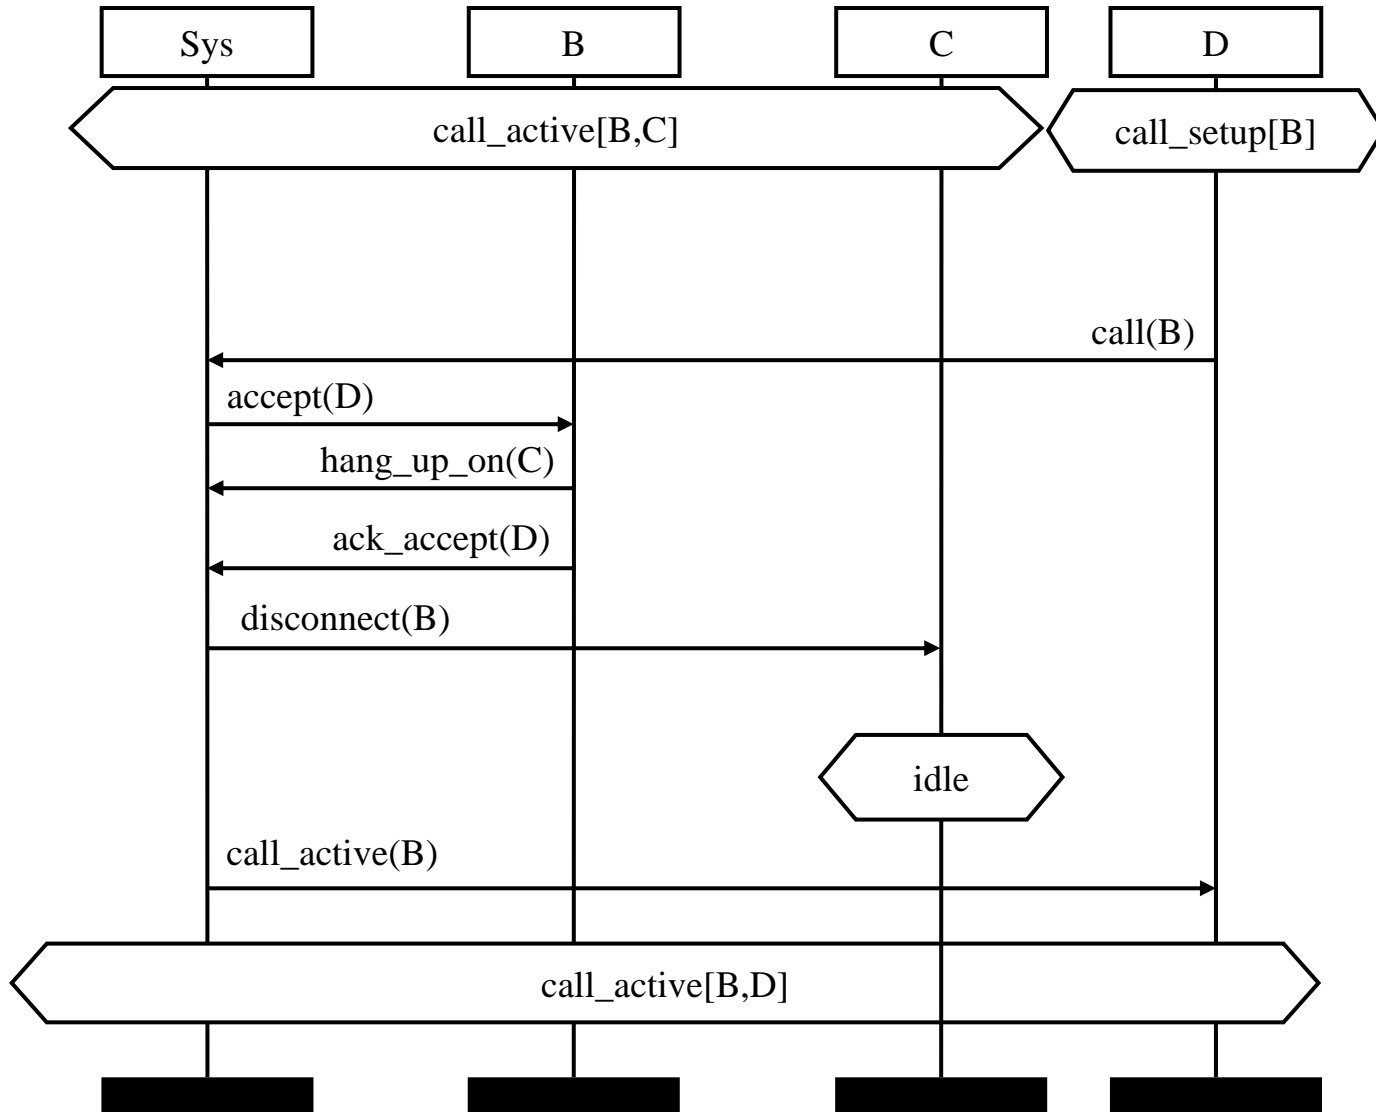 Sys
B
C
D
call_active[B,C]
call_setup[B]
call(B)
accept(D)
hang_up_on(C)
ack_accept(D)
disconnect(B)
idle
call_active(B)
call_active[B,D]